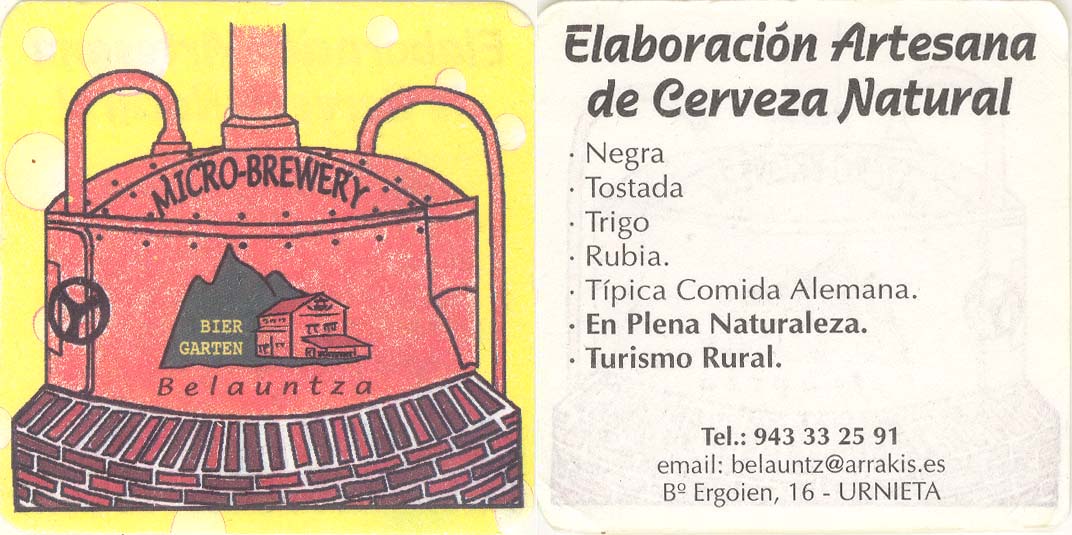 MICRO-BREWERY
BIER
GARTEN
Belauntza
Elaboración Artesana
de Cerveza Natural
· Negra
· Tostada
· Trigo
· Rubia.
· Típica Comida Alemana.
· En Plena Naturaleza.
· Turismo Rural.
Tel.: 943 33 25 91
email: belauntz@arrakis.es
Bº Ergoien, 16 - URNIETA